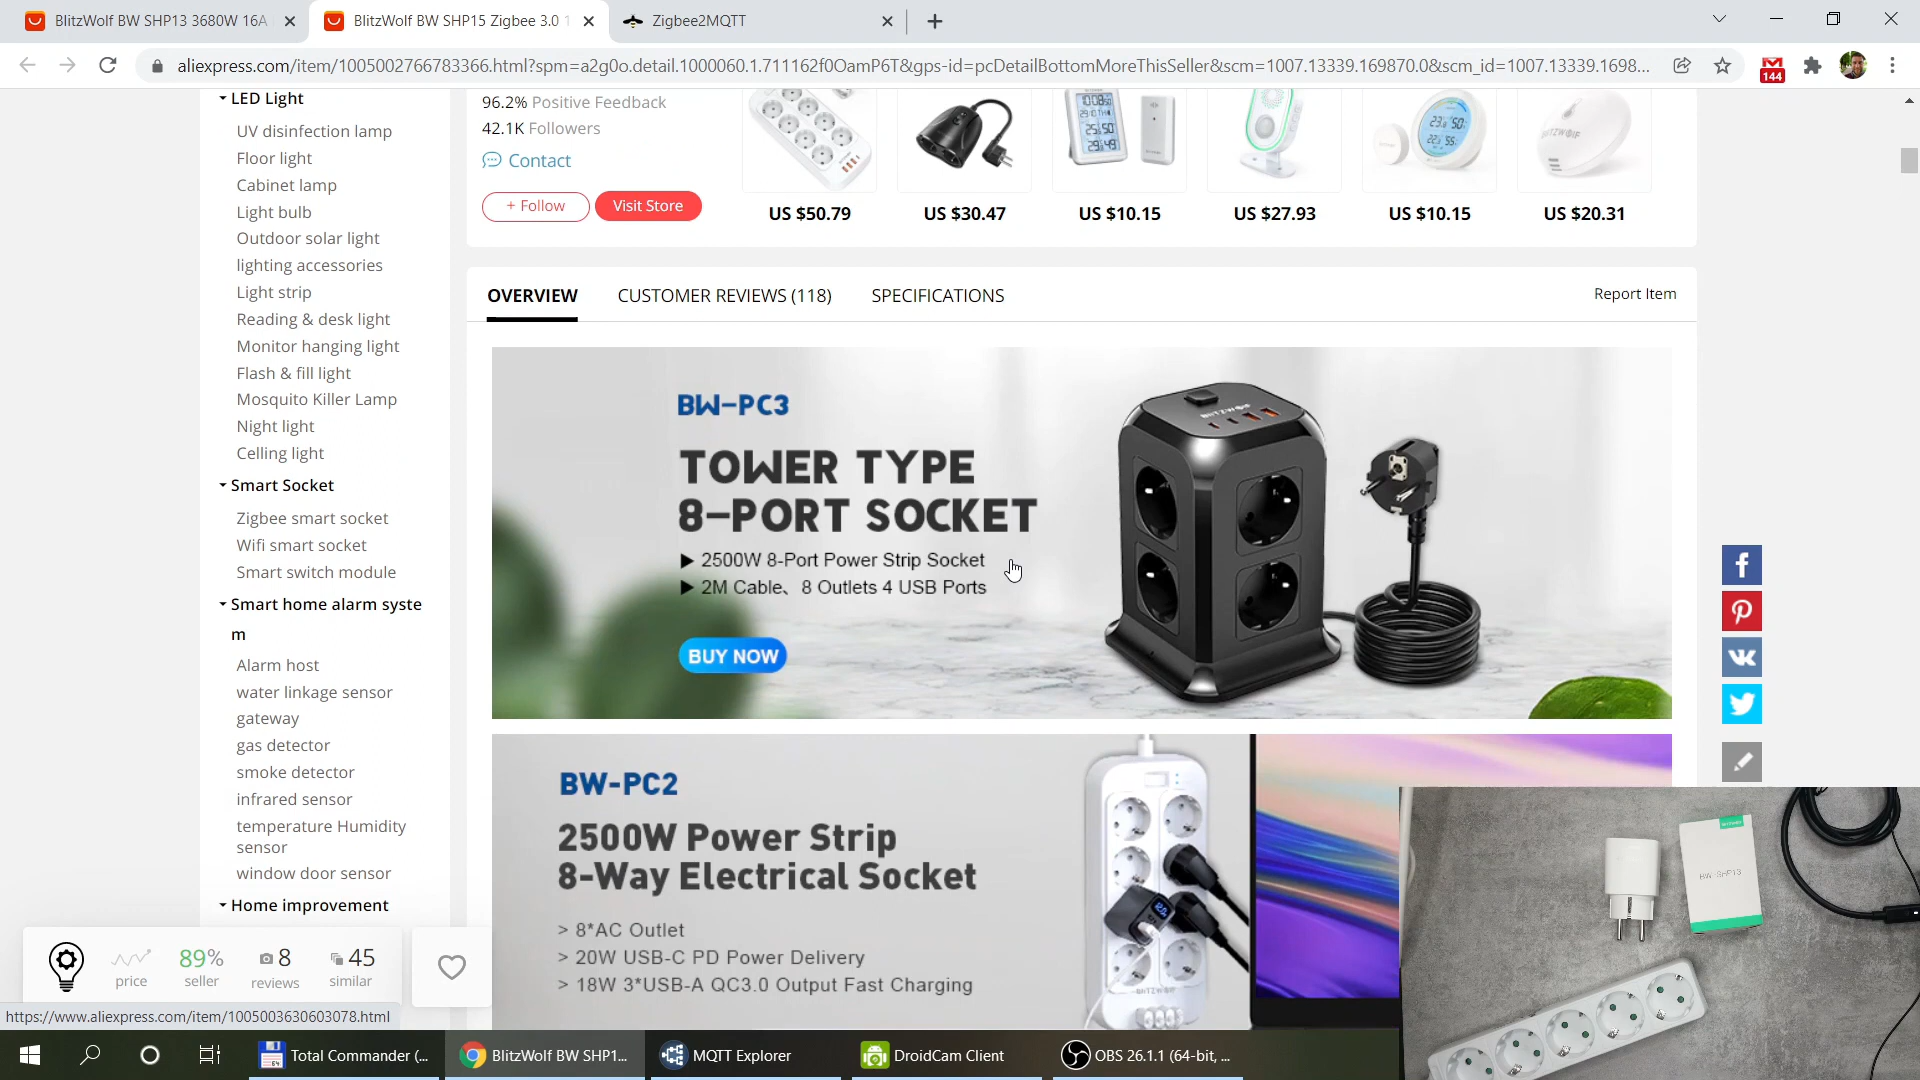 BlitzWolf BW SHP13 3680W 16A
BlitzWolf BW SHP15 Zigbee 3.0 1
Zigbee2MQTT
aliexpress.com/item/1005002766783366.html?spm=a2g0o.detail.1000060.1.711162f0OamP6T&gps-id=pcDetailBottomMoreThisSeller&scm=1007.13339.169870.0&scm_id=1007.13339.1698...
144
LED Light
UV disinfection lamp
Floor light
Cabinet lamp
Light bulb
Outdoor solar light
lighting accessories
Light strip
Reading & desk light
Monitor hanging light
Flash & fill light
Mosquito Killer Lamp
Night light
Celling light
Smart Socket
Zigbee smart socket
Wifi smart socket
Smart switch module
Smart home alarm syste
m
Alarm host
water linkage sensor
gateway
gas detector
smoke detector
infrared sensor
temperature Humidity
sensor
window door sensor
Home improvement
96.2% Positive Feedback
42.1K Followers
Contact
+ Follow
Visit Store
US $50.79
US $30.47
US $10.15
US $27.93
US $10.15
US $20.31
OVERVIEW
CUSTOMER REVIEWS (118)
SPECIFICATIONS
Report Item
BW-PC3
TOWER TYPE
8-PORT SOCKET
▶ 2500W 8-Port Power Strip Socket
▶ 2M Cable、8 Outlets 4 USB Ports
BUY NOW
BLITZWOLF
BW-PC2
2500W Power Strip
8-Way Electrical Socket
> 8*AC Outlet
> 20W USB-C PD Power Delivery
> 18W 3*USB-A QC3.0 Output Fast Charging
BW-SHP13
price
89%
seller
8
reviews
45
similar
https://www.aliexpress.com/item/1005003630603078.html
Total Commander (...
BlitzWolf BW SHP1...
MQTT Explorer
DroidCam Client
OBS 26.1.1 (64-bit, ...